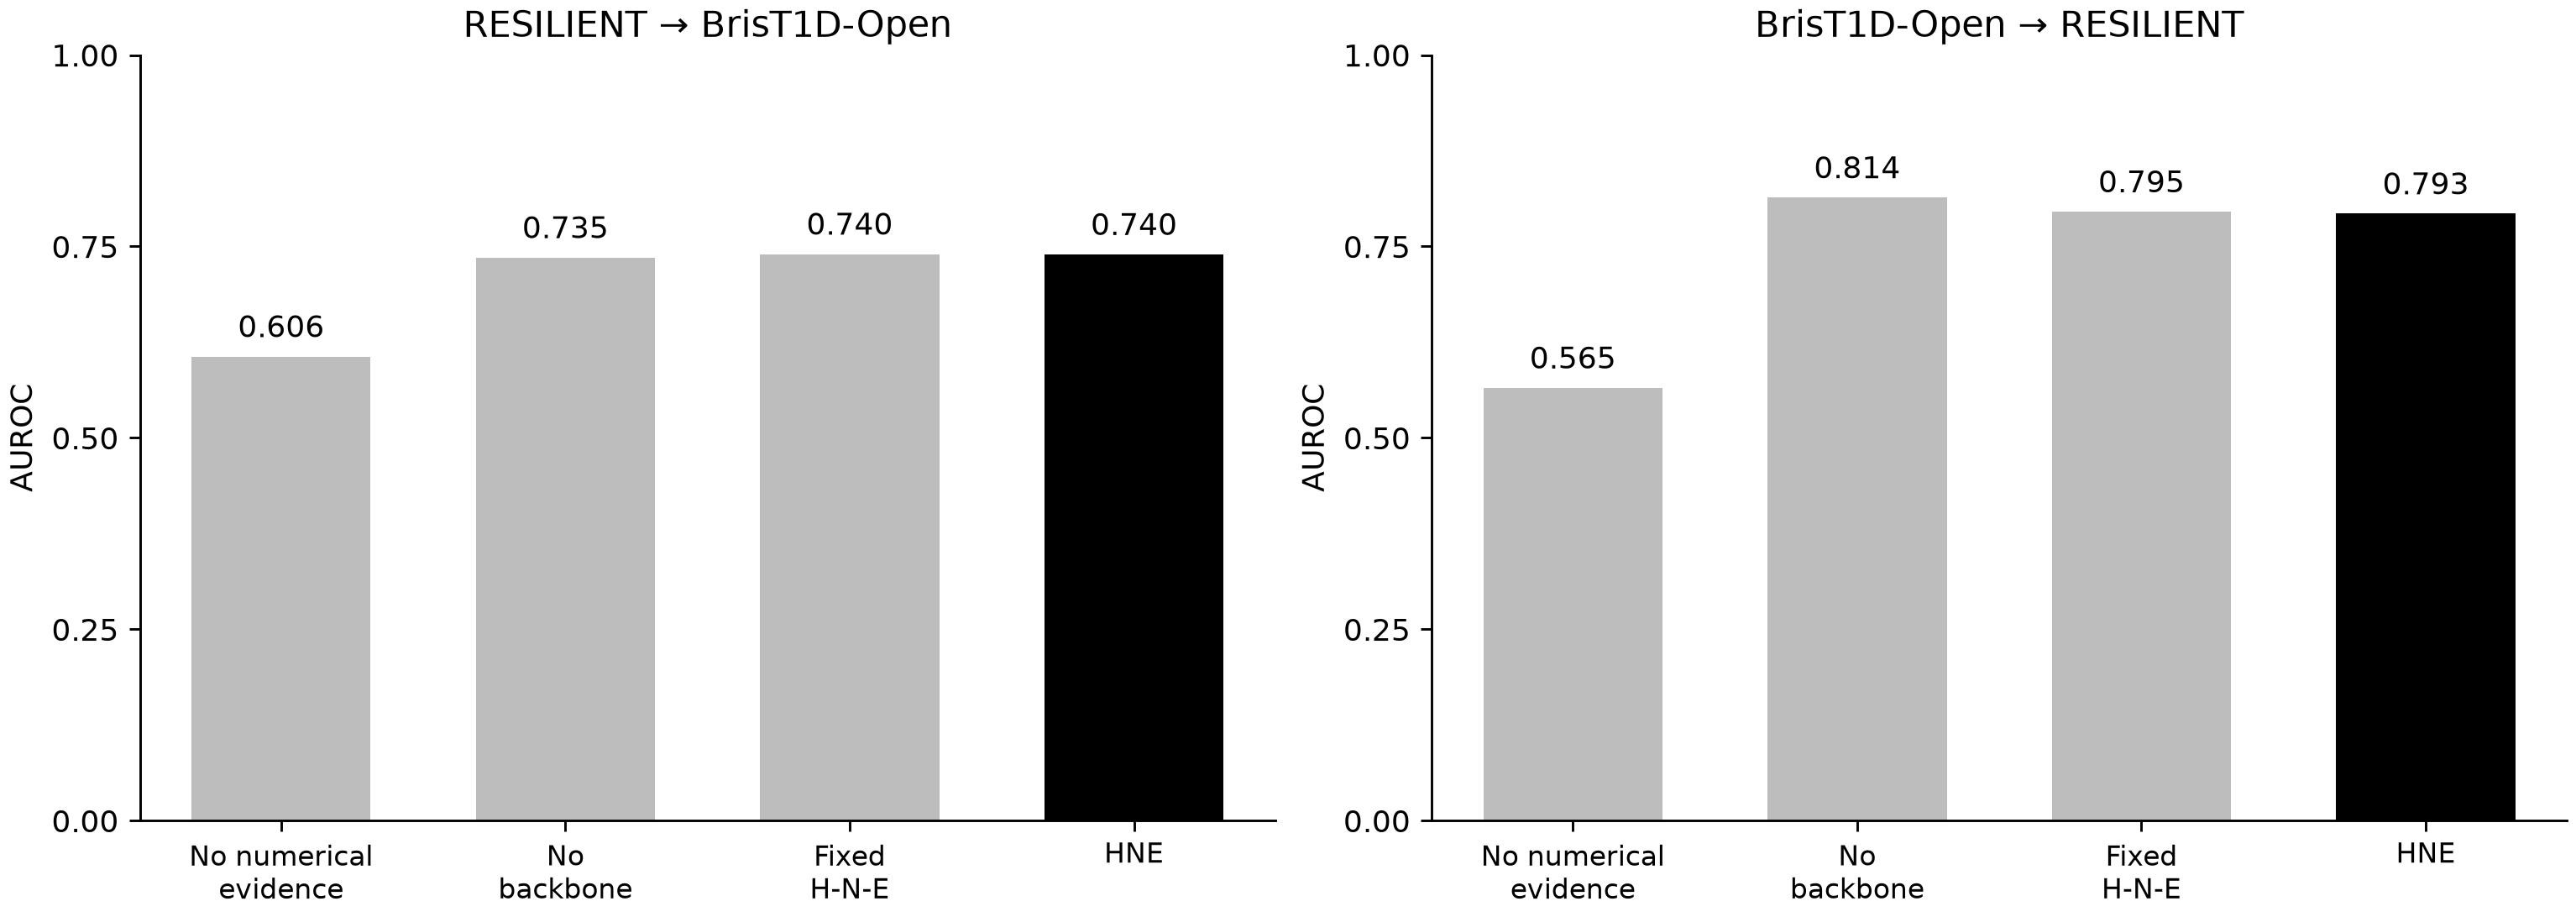 RESILIENT → BrisT1D-Open
1.00
0.75
0.50
0.25
0.00
AUROC
0.606
0.735
0.740
0.740
No numerical
evidence
No
backbone
Fixed
H-N-E
HNE
BrisT1D-Open → RESILIENT
1.00
0.75
0.50
0.25
0.00
AUROC
0.565
0.814
0.795
0.793
No numerical
evidence
No
backbone
Fixed
H-N-E
HNE